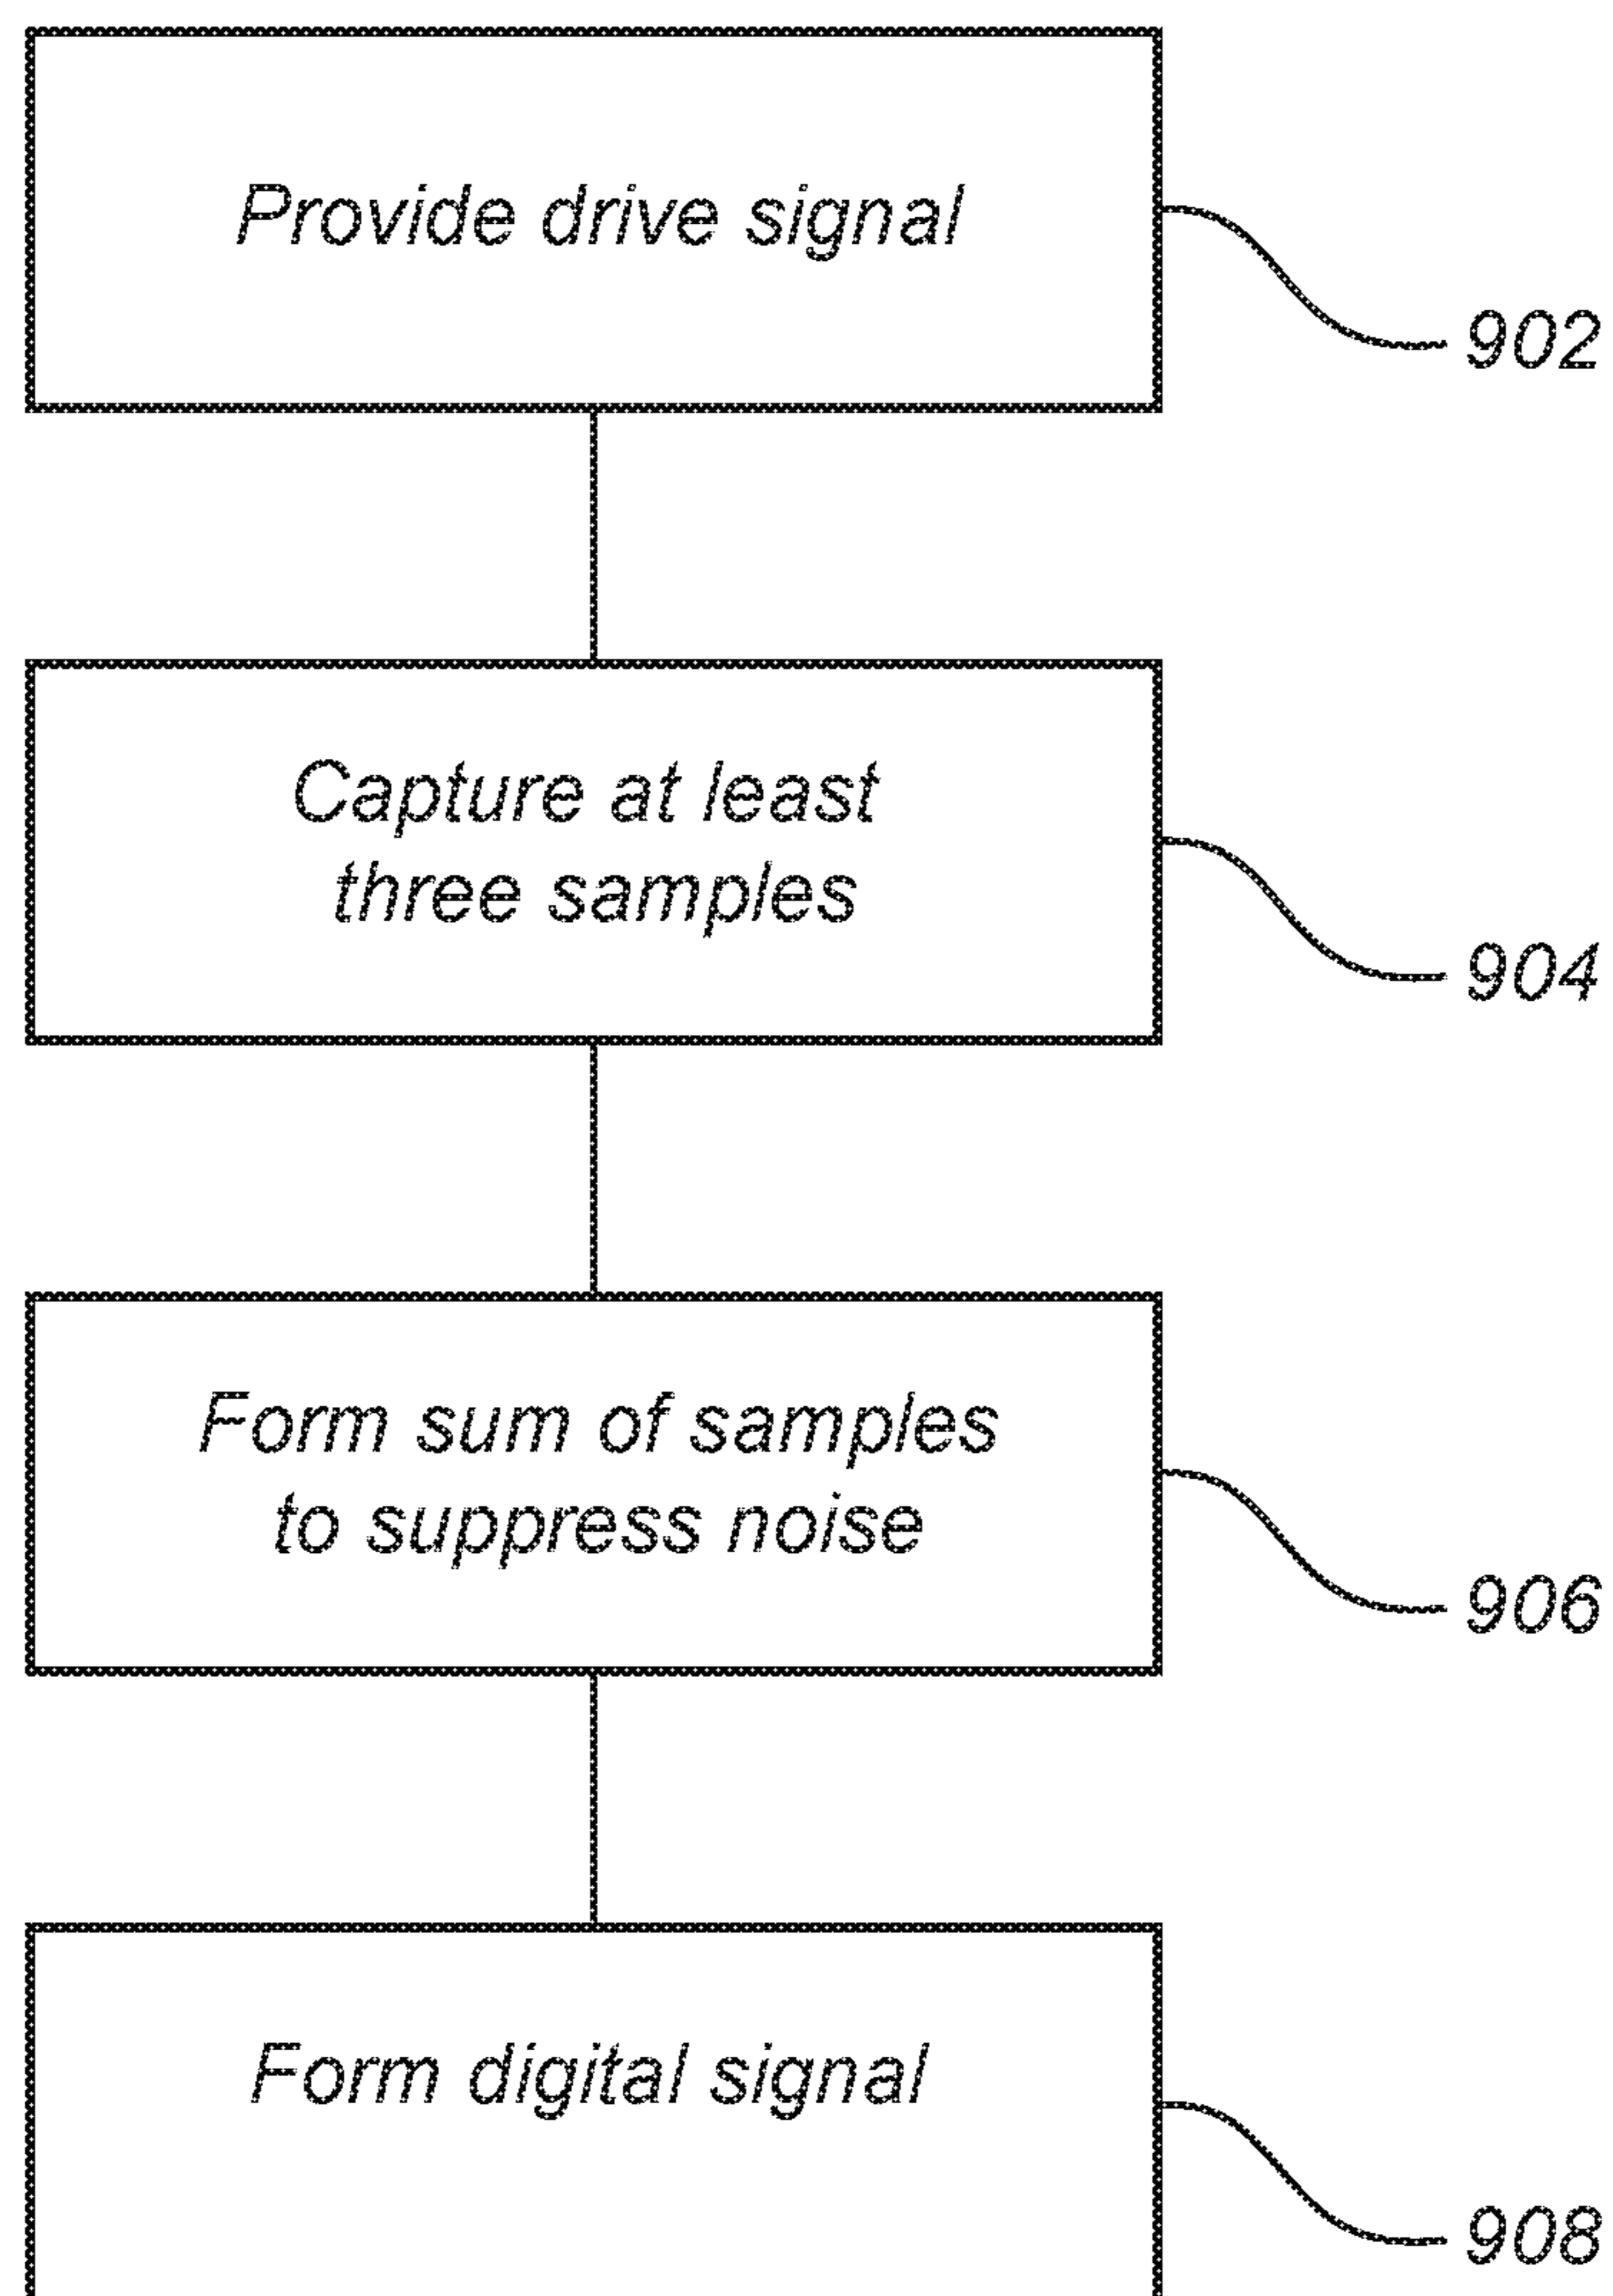 Provide drive signal
902
Capture at least
three samples
904
Form sum of samples
to suppress noise
906
Form digital signal
908